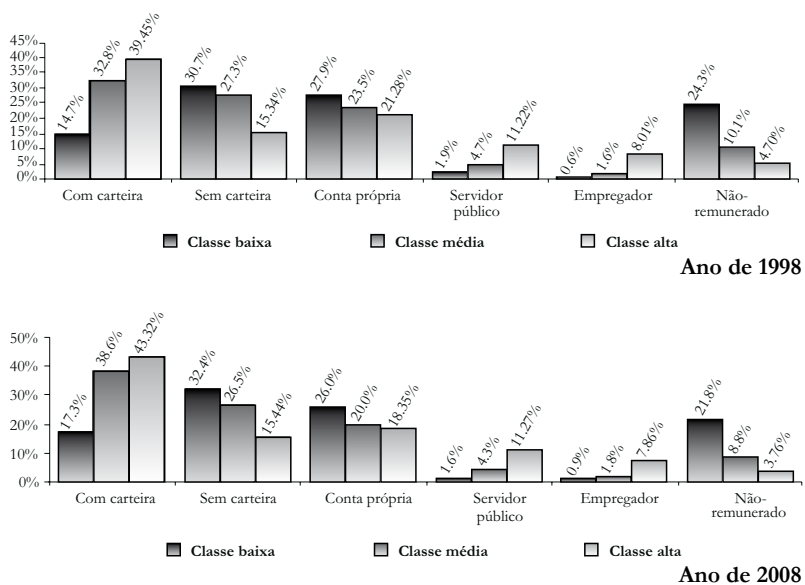 45%
40%
35%
30%
25%
20%
15%
10%
5%
0%
14.7% 32.8% 39.45% 30.7% 27.3% 15.34% 27.9% 23.5% 21.28% 1.9% 4.7% 11.22% 0.6% 1.6% 8.01% 24.3% 10.1% 4.70%
Com carteira Sem carteira Conta própria Servidor Empregador Não-
público remunerado
Classe baixa Classe média Classe alta
Ano de 1998
50%
40%
30%
20%
10%
0%
17.3% 38.6% 43.32% 32.4% 26.5% 15.44% 26.0% 20.0% 18.35% 1.6% 4.3% 11.27% 0.9% 1.8% 7.86% 21.8% 8.8% 3.76%
Com carteira Sem carteira Conta própria Servidor Empregador Não-
público remunerado
Classe baixa Classe média Classe alta
Ano de 2008